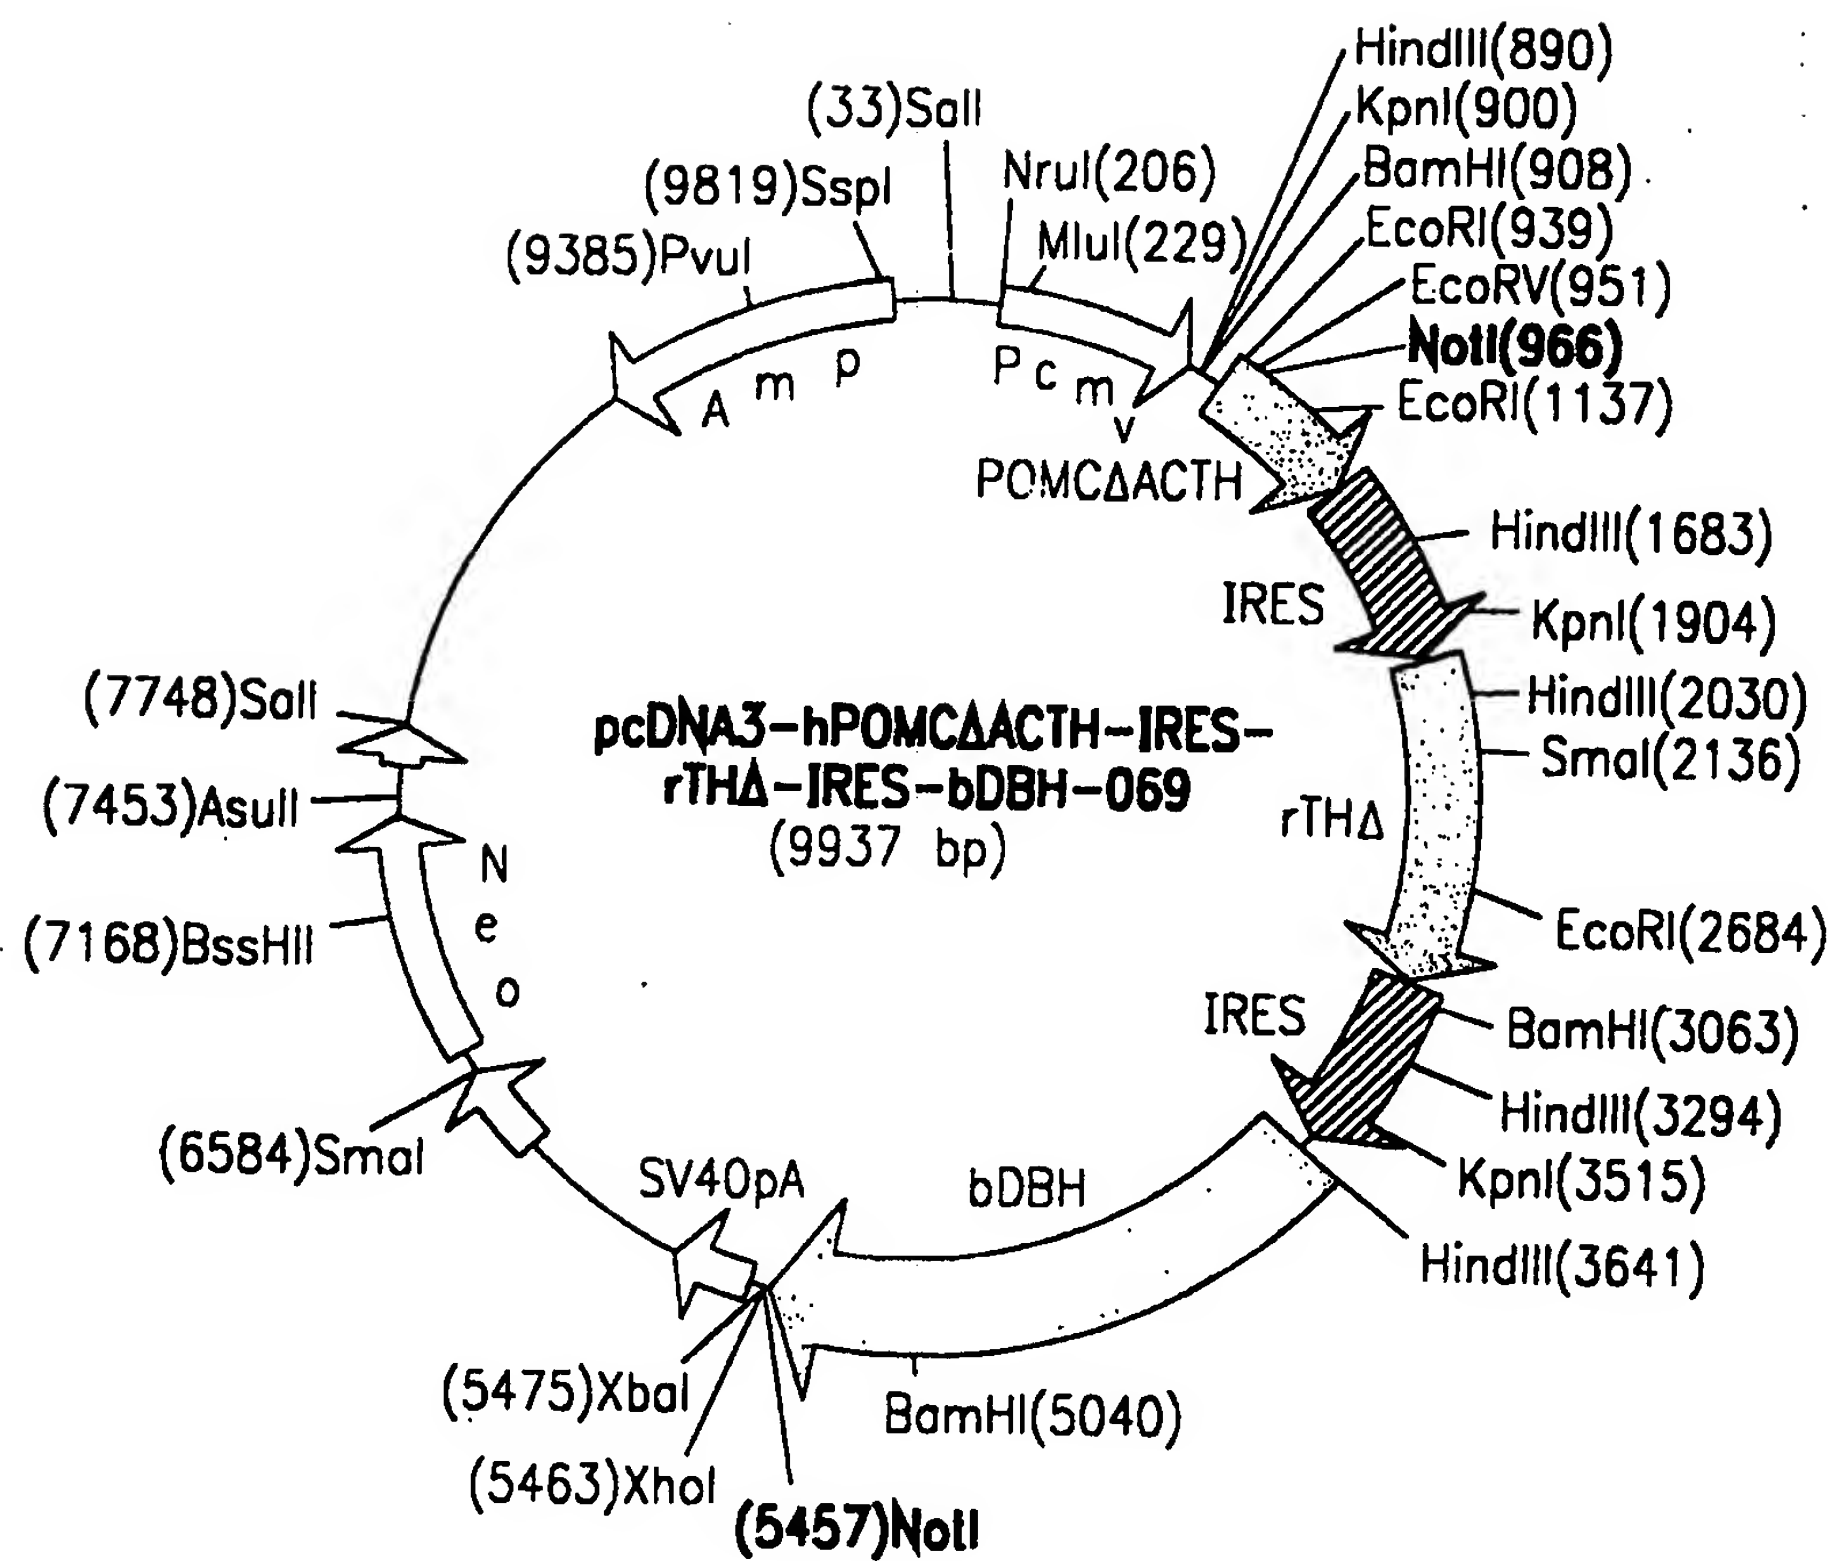 HindIII(890)
KpnI(900)
BamHI(908)
EcoRI(939)
EcoRV(951)
NotI(966)
EcoRI(1137)
HindIII(1683)
KpnI(1904)
HindIII(2030)
SmaI(2136)
EcoRI(2684)
BamHI(3063)
HindIII(3294)
KpnI(3515)
HindIII(3641)
BamHI(5040)
(5457)NotI
(5463)XhoI
(5475)XbaI
(6584)SmaI
(7168)BssHII
(7453)AsuII
(7748)SalI
(9385)PvuI
(9819)SspI
(33)SalI
NruI(206)
MluI(229)
Amp
Pcmv
POMCΔACTH
IRES
rTHΔ
IRES
bDBH
SV40pA
Neo
pcDNA3-hPOMCΔACTH-IRES-
rTHΔ-IRES-bDBH-069
(9937 bp)